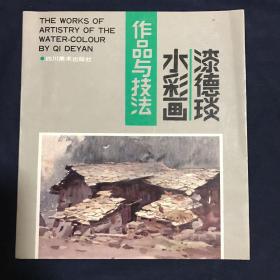 THE WORKS OF
ARTISTRY OF THE
WATER-COLOUR
BY QI DEYAN
四川美术出版社
漆德琰
水彩画
作品与技法